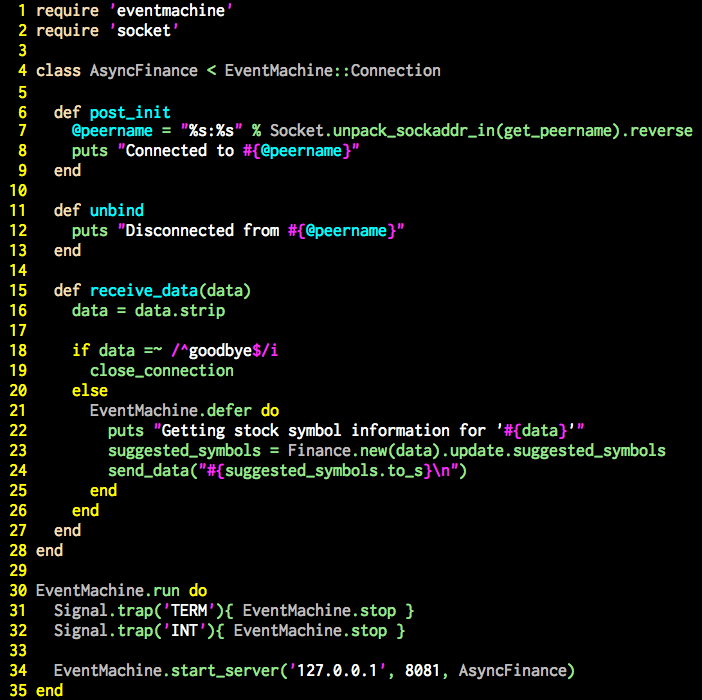 1 require 'eventmachine'
2 require 'socket'
3
4 class AsyncFinance < EventMachine::Connection
5
6   def post_init
7     @peername = "%s:%s" % Socket.unpack_sockaddr_in(get_peername).reverse
8     puts "Connected to #{@peername}"
9   end
10
11   def unbind
12     puts "Disconnected from #{@peername}"
13   end
14
15   def receive_data(data)
16     data = data.strip
17
18     if data =~ /^goodbye$/i
19       close_connection
20     else
21       EventMachine.defer do
22         puts "Getting stock symbol information for '#{data}'"
23         suggested_symbols = Finance.new(data).update.suggested_symbols
24         send_data("#{suggested_symbols.to_s}\n")
25       end
26     end
27   end
28 end
29
30 EventMachine.run do
31   Signal.trap('TERM'){ EventMachine.stop }
32   Signal.trap('INT'){ EventMachine.stop }
33
34   EventMachine.start_server('127.0.0.1', 8081, AsyncFinance)
35 end